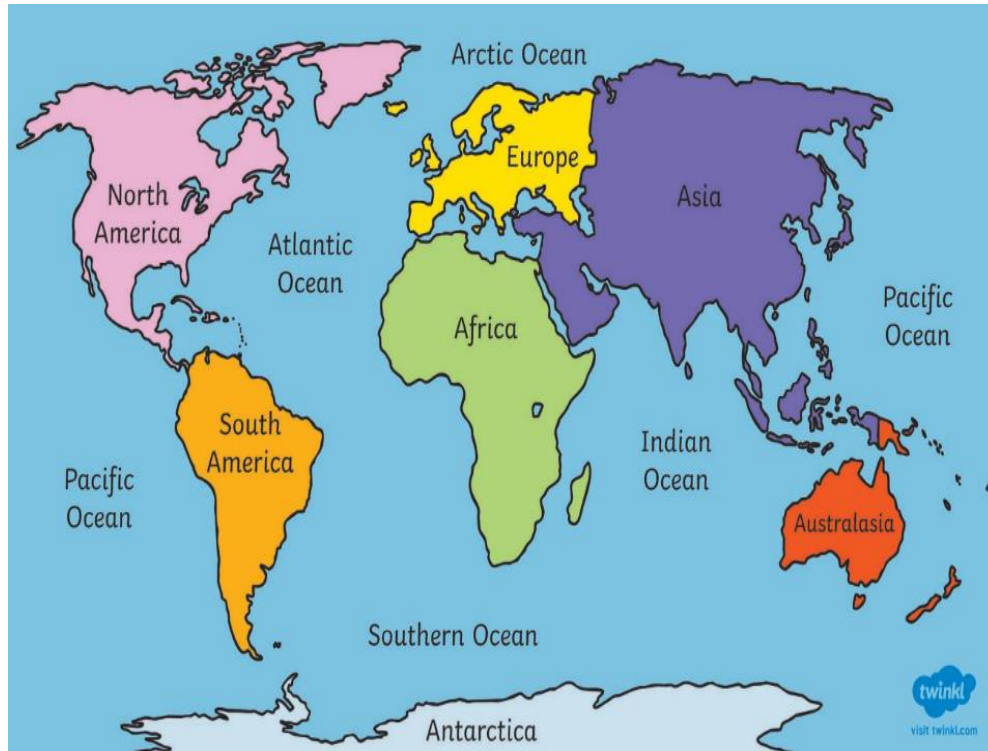 Arctic Ocean
Europe
Asia
North
America
Atlantic
Ocean
Africa
Pacific
Ocean
South
America
Indian
Ocean
Pacific
Ocean
Australasia
Southern Ocean
Antarctica
twinkl
visit twinkl.com